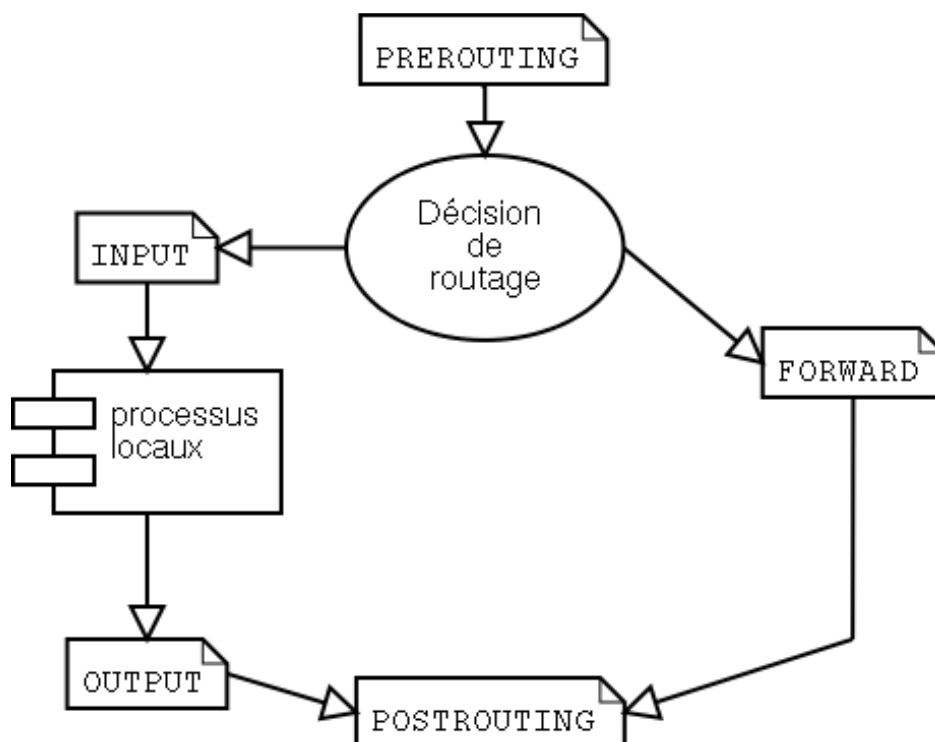 PREROUTING
Décision
de
routage
INPUT
FORWARD
processus
locaux
OUTPUT
POSTROUTING